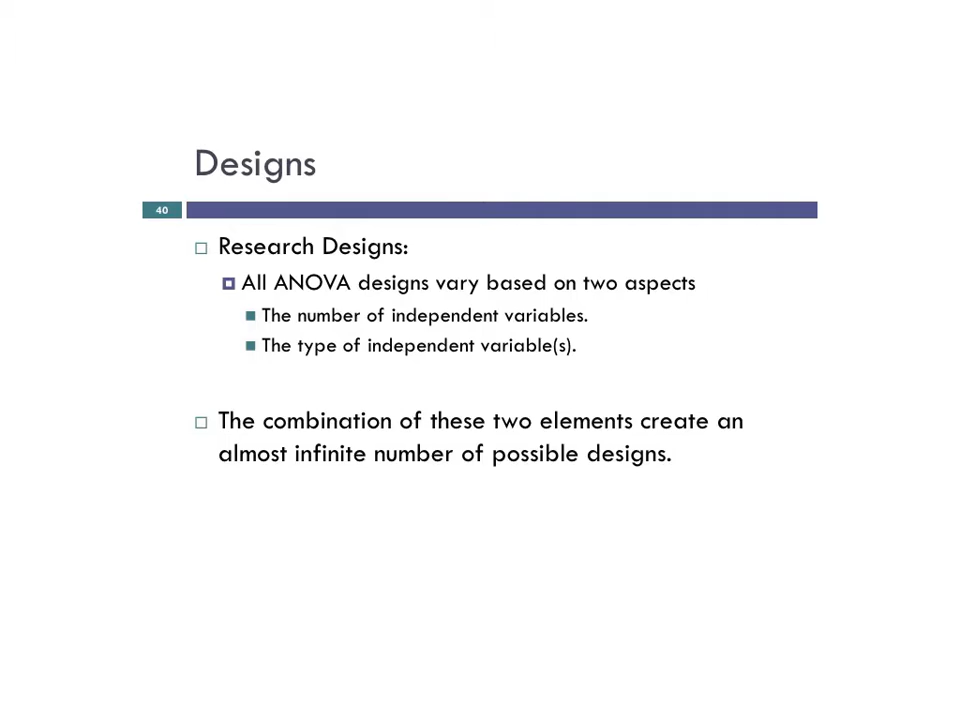 Designs
40
Research Designs:
All ANOVA designs vary based on two aspects
The number of independent variables.
The type of independent variable(s).
The combination of these two elements create an
almost infinite number of possible designs.